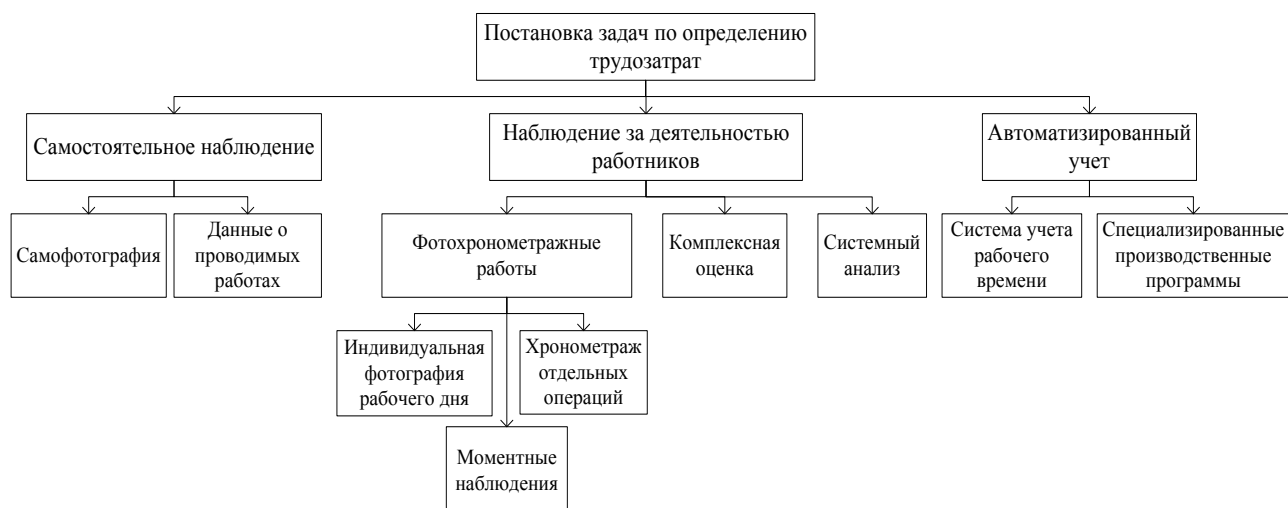 Постановка задач по определению
трудозатрат
Самостоятельное наблюдение
Наблюдение за деятельностью
работников
Автоматизированный
учет
Самофотография
Данные о
проводимых
работах
Фотохронометражные
работы
Комплексная
оценка
Системный
анализ
Система учета
рабочего
времени
Специализированные
производственные
программы
Индивидуальная
фотография
рабочего дня
Хронометраж
отдельных
операций
Моментные
наблюдения